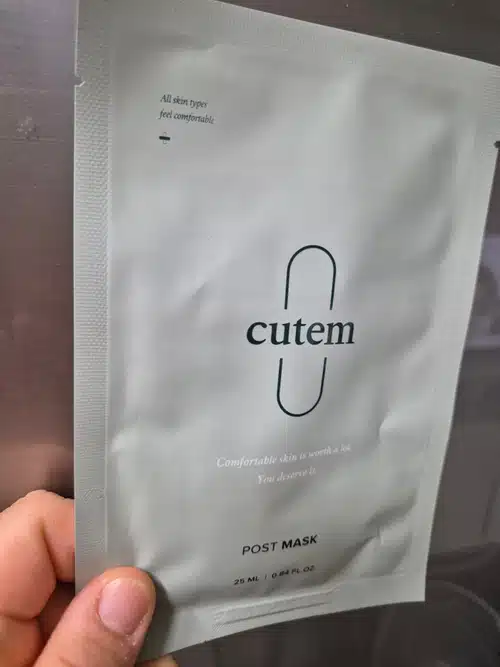 All skin types
feel comfortable
cutem
Comfortable skin is worth a lot.
You deserve it.
POST MASK
25 ML | 0.84 FL.OZ